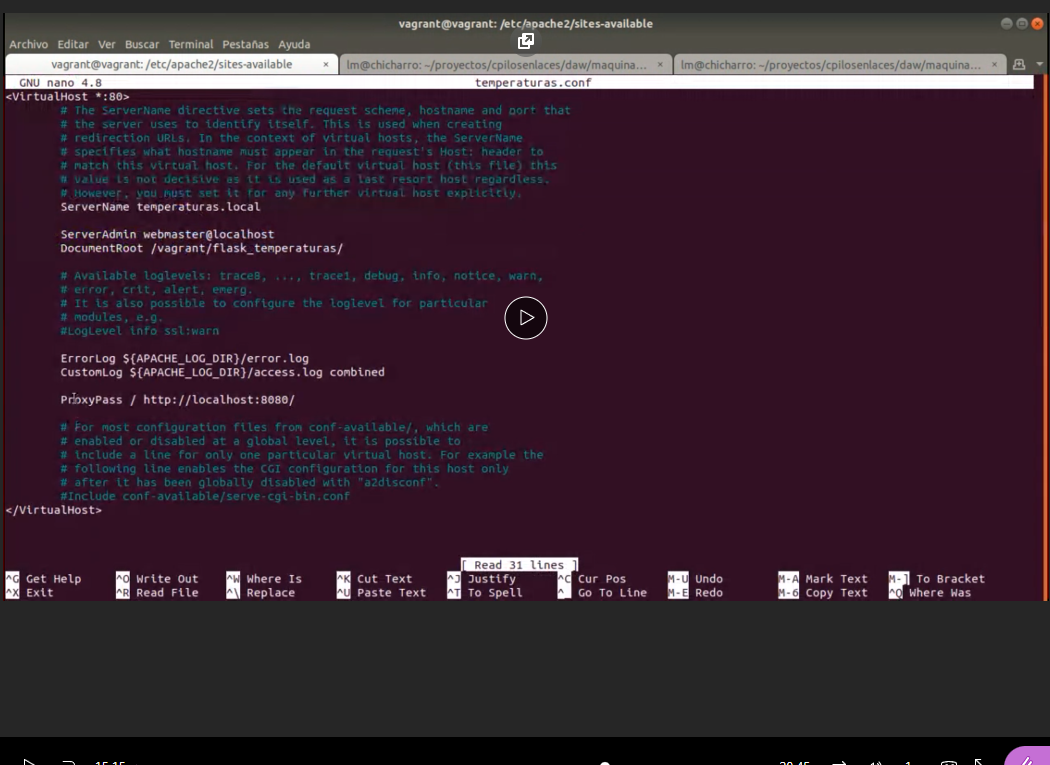 vagrant@vagrant: /etc/apache2/sites-available
Archivo Editar Ver Buscar Terminal Pestañas Ayuda
vagrant@vagrant: /etc/apache2/sites-available × lm@chicharro: ~/proyectos/cpilosenlaces/daw/maquina... × lm@chicharro: ~/proyectos/cpilosenlaces/daw/maquina... ×
GNU nano 4.8 temperaturas.conf
<VirtualHost *:80>
# The ServerName directive sets the request scheme, hostname and port that
# the server uses to identify itself. This is used when creating
# redirection URLs. In the context of virtual hosts, the ServerName
# specifies what hostname must appear in the request's Host: header to
# match this virtual host. For the default virtual host (this file) this
# value is not decisive as it is used as a last resort host regardless.
# However, you must set it for any further virtual host explicitly.
ServerName temperaturas.local
ServerAdmin webmaster@localhost
DocumentRoot /vagrant/flask_temperaturas/
# Available loglevels: trace8, ..., trace1, debug, info, notice, warn,
# error, crit, alert, emerg.
# It is also possible to configure the loglevel for particular
# modules, e.g.
#LogLevel info ssl:warn
ErrorLog ${APACHE_LOG_DIR}/error.log
CustomLog ${APACHE_LOG_DIR}/access.log combined
ProxyPass / http://localhost:8080/
# For most configuration files from conf-available/, which are
# enabled or disabled at a global level, it is possible to
# include a line for only one particular virtual host. For example the
# following line enables the CGI configuration for this host only
# after it has been globally disabled with "a2disconf".
#Include conf-available/serve-cgi-bin.conf
</VirtualHost>
[ Read 31 lines ]
^G Get Help ^O Write Out ^W Where Is ^K Cut Text ^J Justify ^C Cur Pos M-U Undo M-A Mark Text M-] To Bracket
^X Exit ^R Read File ^\ Replace ^U Paste Text ^T To Spell ^_ Go To Line M-E Redo M-6 Copy Text ^Q Where Was